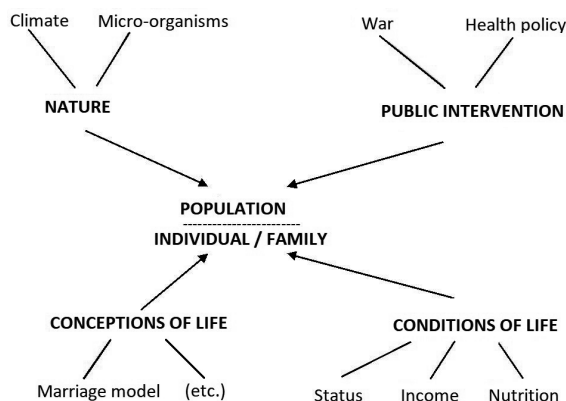 Climate
Micro-organisms
War
Health policy
NATURE
PUBLIC INTERVENTION
POPULATION
INDIVIDUAL / FAMILY
CONCEPTIONS OF LIFE
CONDITIONS OF LIFE
Marriage model
(etc.)
Status
Income
Nutrition